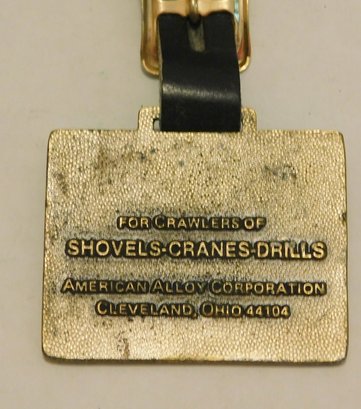 FOR CRAWLERS OF
SHOVELS-CRANES-DRILLS
AMERICAN ALLOY CORPORATION
CLEVELAND, OHIO 44104